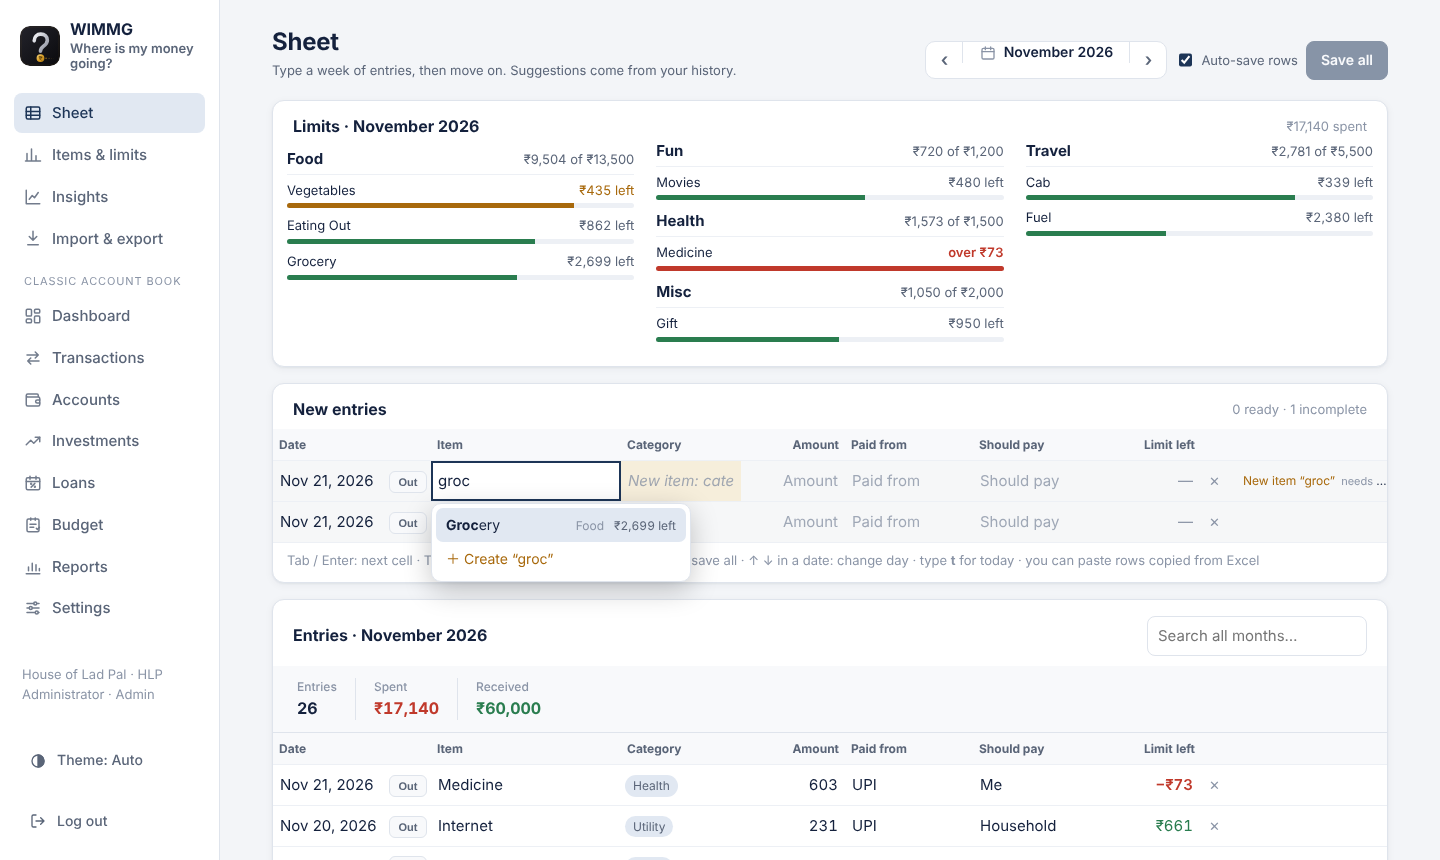 WIMMG
Where is my money
going?
Sheet
Items & limits
Insights
Import & export
CLASSIC ACCOUNT BOOK
Dashboard
Transactions
Accounts
Investments
Loans
Budget
Reports
Settings
House of Lad Pal · HLP
Administrator · Admin
Theme: Auto
Log out
Sheet
Type a week of entries, then move on. Suggestions come from your history.
‹ November 2026 › Auto-save rows Save all
Limits · November 2026 ₹17,140 spent
Food ₹9,504 of ₹13,500
Vegetables ₹435 left
Eating Out ₹862 left
Grocery ₹2,699 left
Fun ₹720 of ₹1,200
Movies ₹480 left
Health ₹1,573 of ₹1,500
Medicine over ₹73
Misc ₹1,050 of ₹2,000
Gift ₹950 left
Travel ₹2,781 of ₹5,500
Cab ₹339 left
Fuel ₹2,380 left
New entries 0 ready · 1 incomplete
Date Item Category Amount Paid from Should pay Limit left
Nov 21, 2026 Out groc New item: cate Amount Paid from Should pay — × New item “groc” needs ...
Nov 21, 2026 Out Amount Paid from Should pay — ×
Grocery Food ₹2,699 left
+ Create “groc”
Tab / Enter: next cell · T save all · ↑ ↓ in a date: change day · type t for today · you can paste rows copied from Excel
Entries · November 2026 Search all months...
Entries Spent Received
26 ₹17,140 ₹60,000
Date Item Category Amount Paid from Should pay Limit left
Nov 21, 2026 Out Medicine Health 603 UPI Me −₹73 ×
Nov 20, 2026 Out Internet Utility 231 UPI Household ₹661 ×